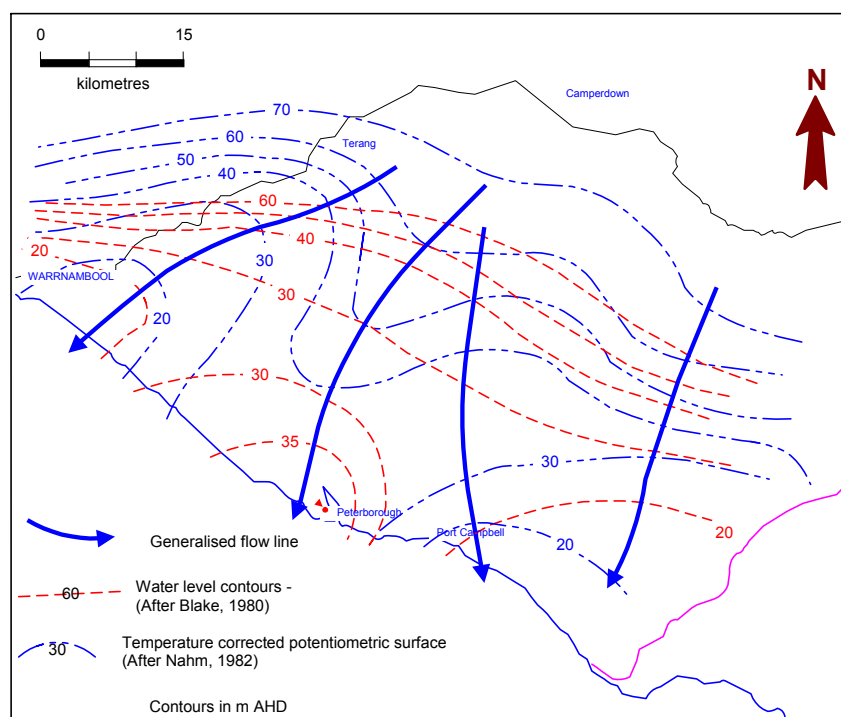 0 15
kilometres
N
Camperdown
70
60
Terang
50
40
60
20
40
30
WARRNAMBOOL
30
20
30
35
30
20
Peterborough
Port Campbell
20
Generalised flow line
60
Water level contours -
(After Blake, 1980)
30
Temperature corrected potentiometric surface
(After Nahm, 1982)
Contours in m AHD